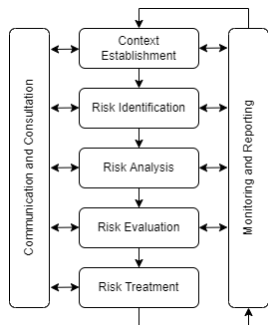 Context
Establishment
Risk Identification
Risk Analysis
Risk Evaluation
Risk Treatment
Communication and Consultation
Monitoring and Reporting